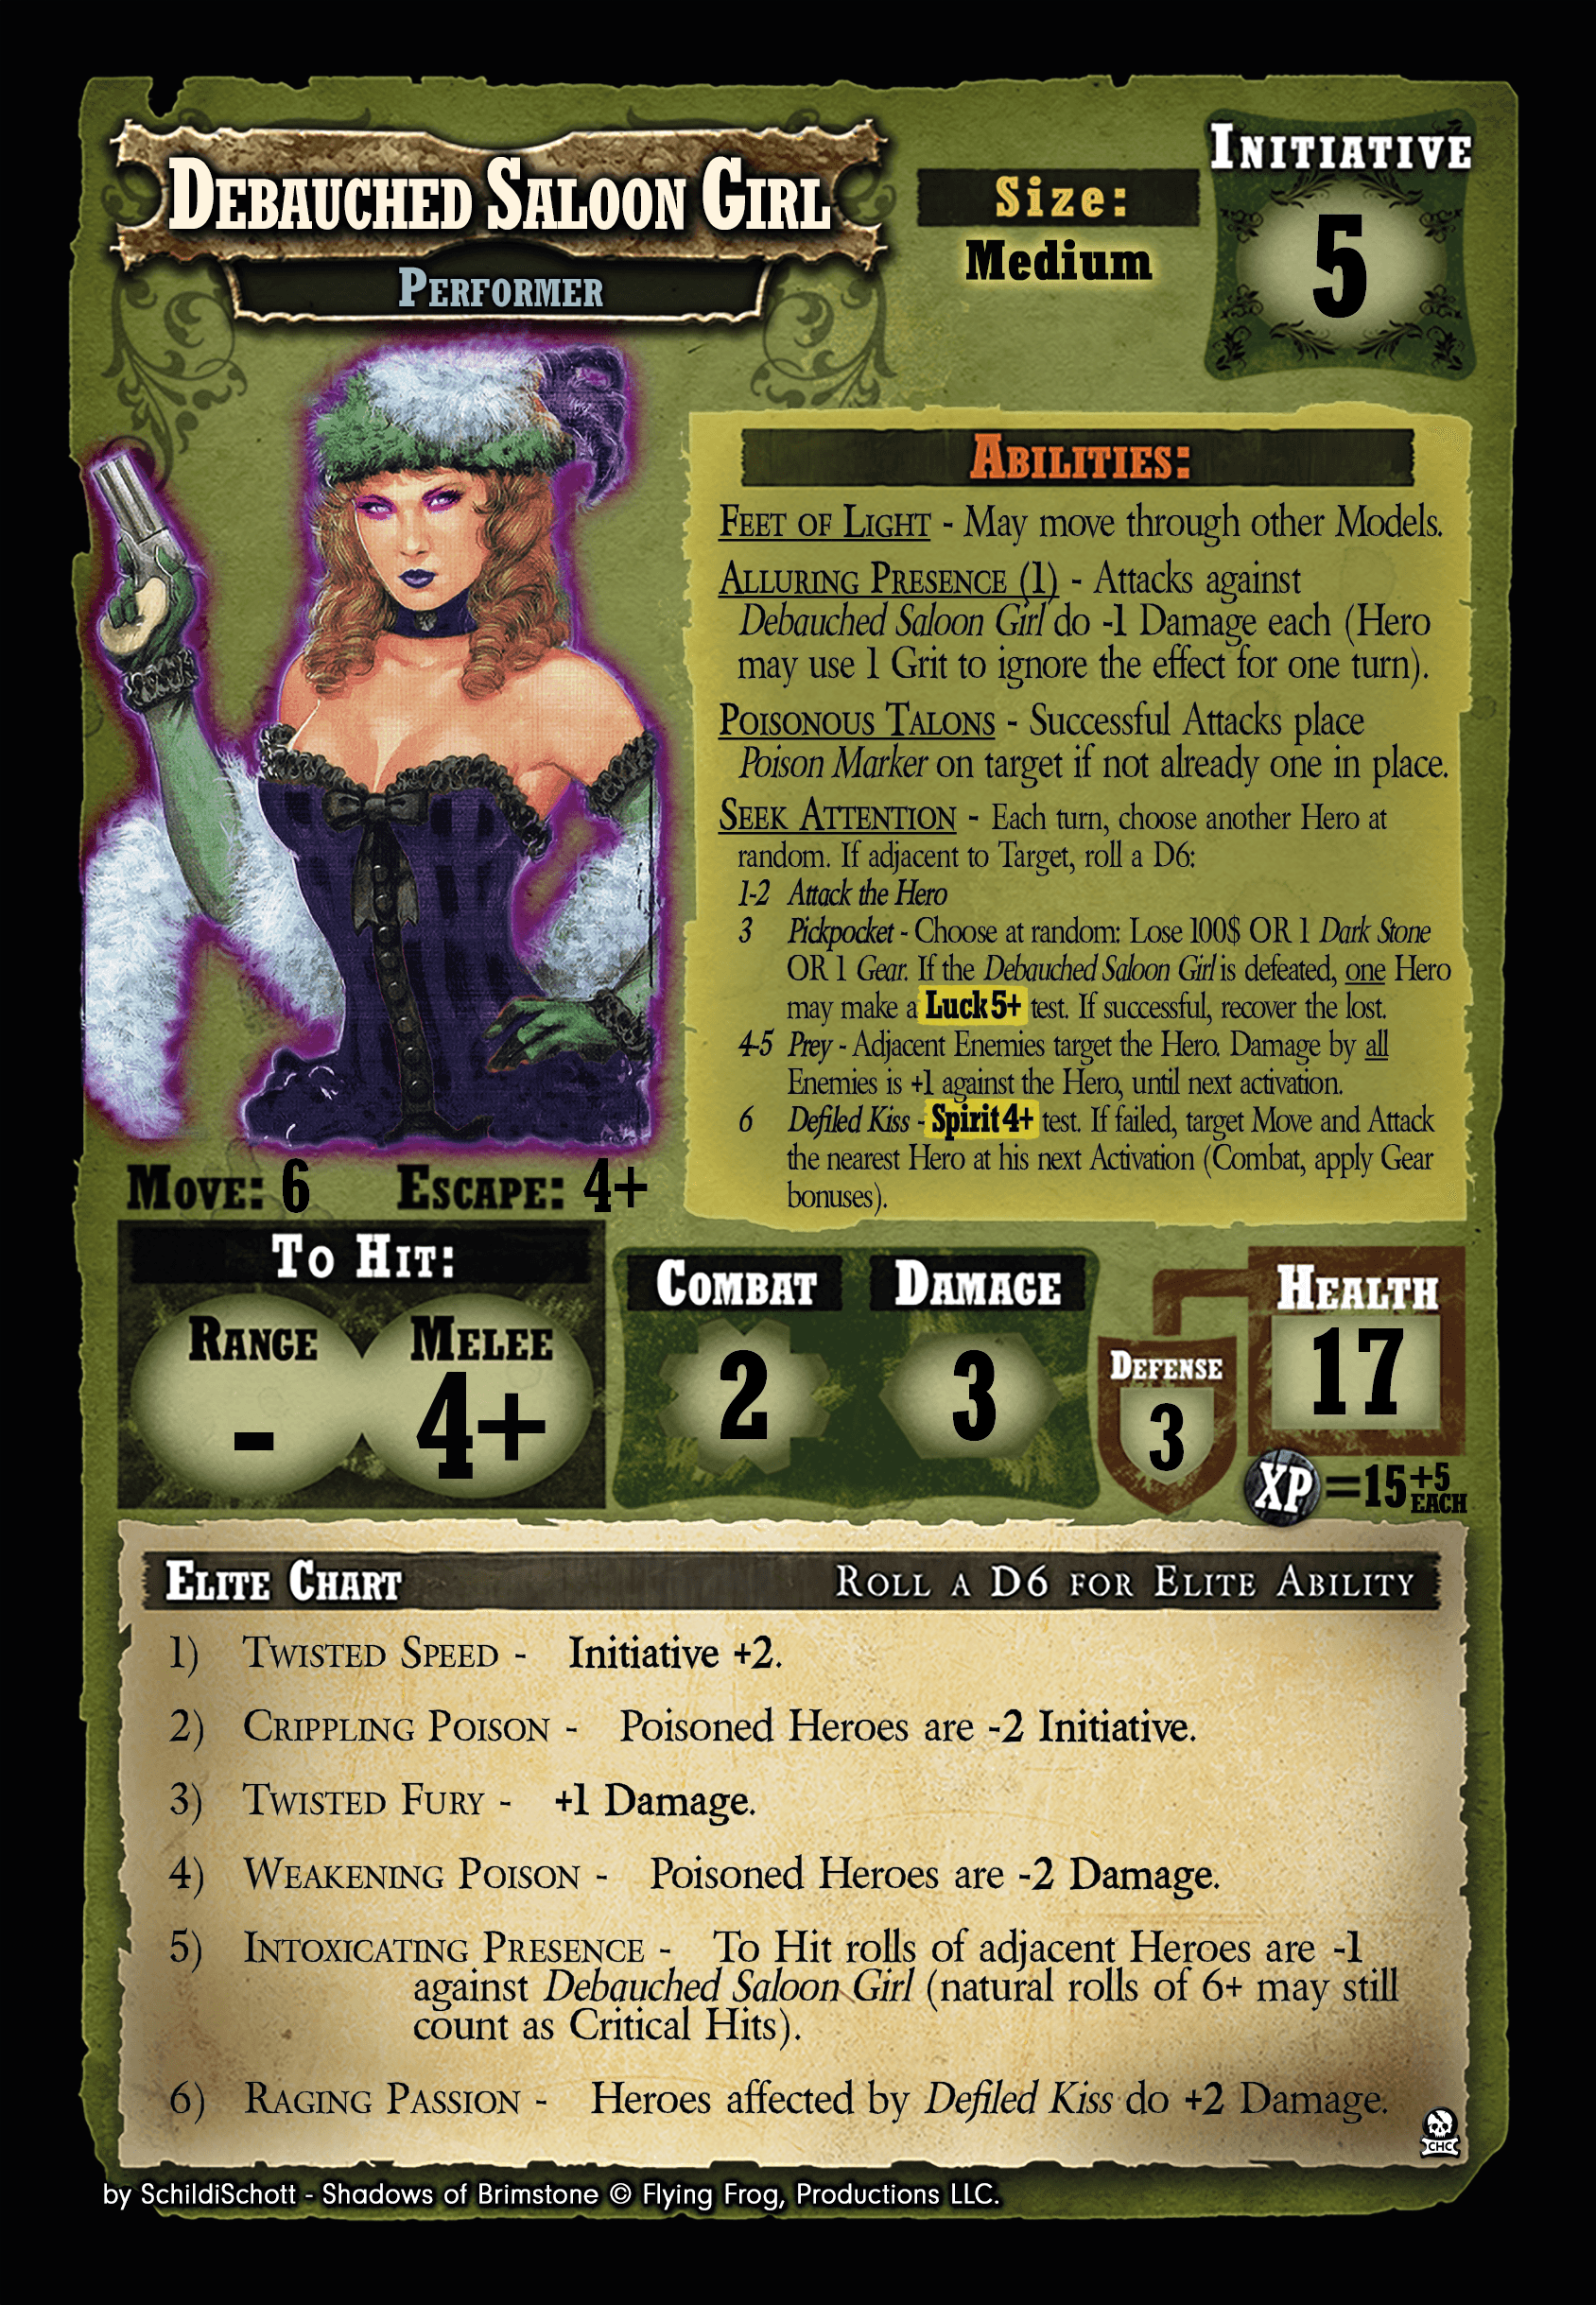 DEBAUCHED SALOON GIRL
PERFORMER
Size:
Medium
INITIATIVE
5
ABILITIES:
FEET OF LIGHT - May move through other Models.
ALLURING PRESENCE (1) - Attacks against
Debauched Saloon Girl do -1 Damage each (Hero
may use 1 Grit to ignore the effect for one turn).
POISONOUS TALONS - Successful Attacks place
Poison Marker on target if not already one in place.
SEEK ATTENTION - Each turn, choose another Hero at
random. If adjacent to Target, roll a D6:
1-2 Attack the Hero
3 Pickpocket - Choose at random: Lose 100$ OR 1 Dark Stone
OR 1 Gear. If the Debauched Saloon Girl is defeated, one Hero
may make a Luck 5+ test. If successful, recover the lost.
4-5 Prey - Adjacent Enemies target the Hero. Damage by all
Enemies is +1 against the Hero, until next activation.
6 Defiled Kiss - Spirit 4+ test. If failed, target Move and Attack
the nearest Hero at his next Activation (Combat, apply Gear
bonuses).
MOVE: 6 ESCAPE: 4+
TO HIT:
RANGE
-
MELEE
4+
COMBAT
2
DAMAGE
3
DEFENSE
3
HEALTH
17
XP =15 +5 EACH
ELITE CHART ROLL A D6 FOR ELITE ABILITY
1) TWISTED SPEED - Initiative +2.
2) CRIPPLING POISON - Poisoned Heroes are -2 Initiative.
3) TWISTED FURY - +1 Damage.
4) WEAKENING POISON - Poisoned Heroes are -2 Damage.
5) INTOXICATING PRESENCE - To Hit rolls of adjacent Heroes are -1
against Debauched Saloon Girl (natural rolls of 6+ may still
count as Critical Hits).
6) RAGING PASSION - Heroes affected by Defiled Kiss do +2 Damage.
CHC
by SchildiSchott - Shadows of Brimstone © Flying Frog, Productions LLC.